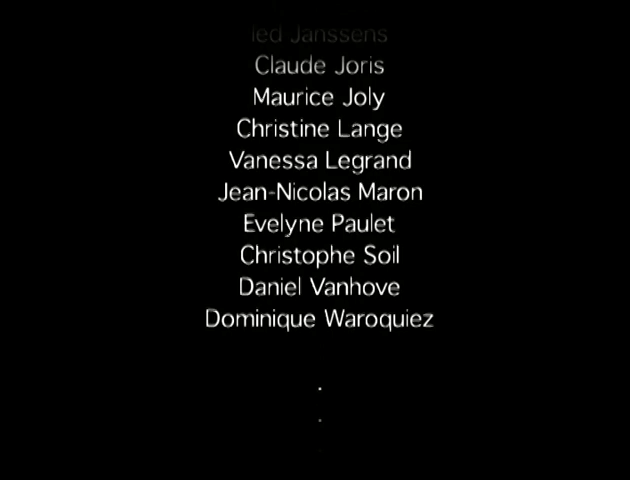 Janssens
Claude Joris
Maurice Joly
Christine Lange
Vanessa Legrand
Jean-Nicolas Maron
Evelyne Paulet
Christophe Soil
Daniel Vanhove
Dominique Waroquiez
.
.